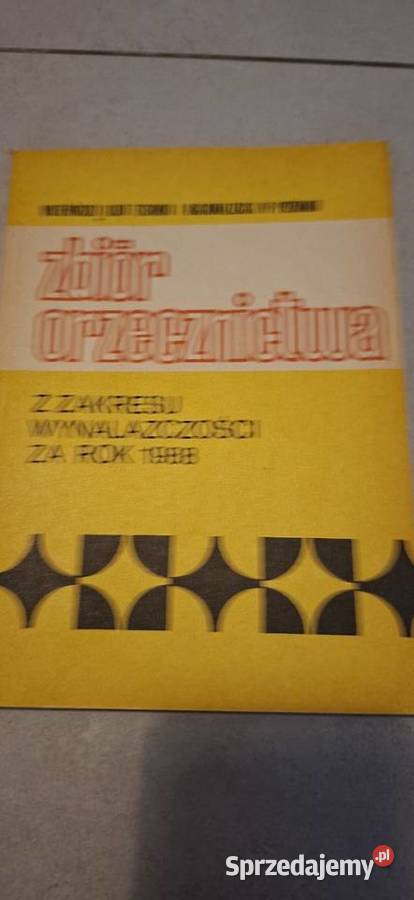 zbiór
orzecznictwa
Z ZAKRESU
WYNALAZCZOŚCI
ZA ROK 1988
Sprzedajemy.pl